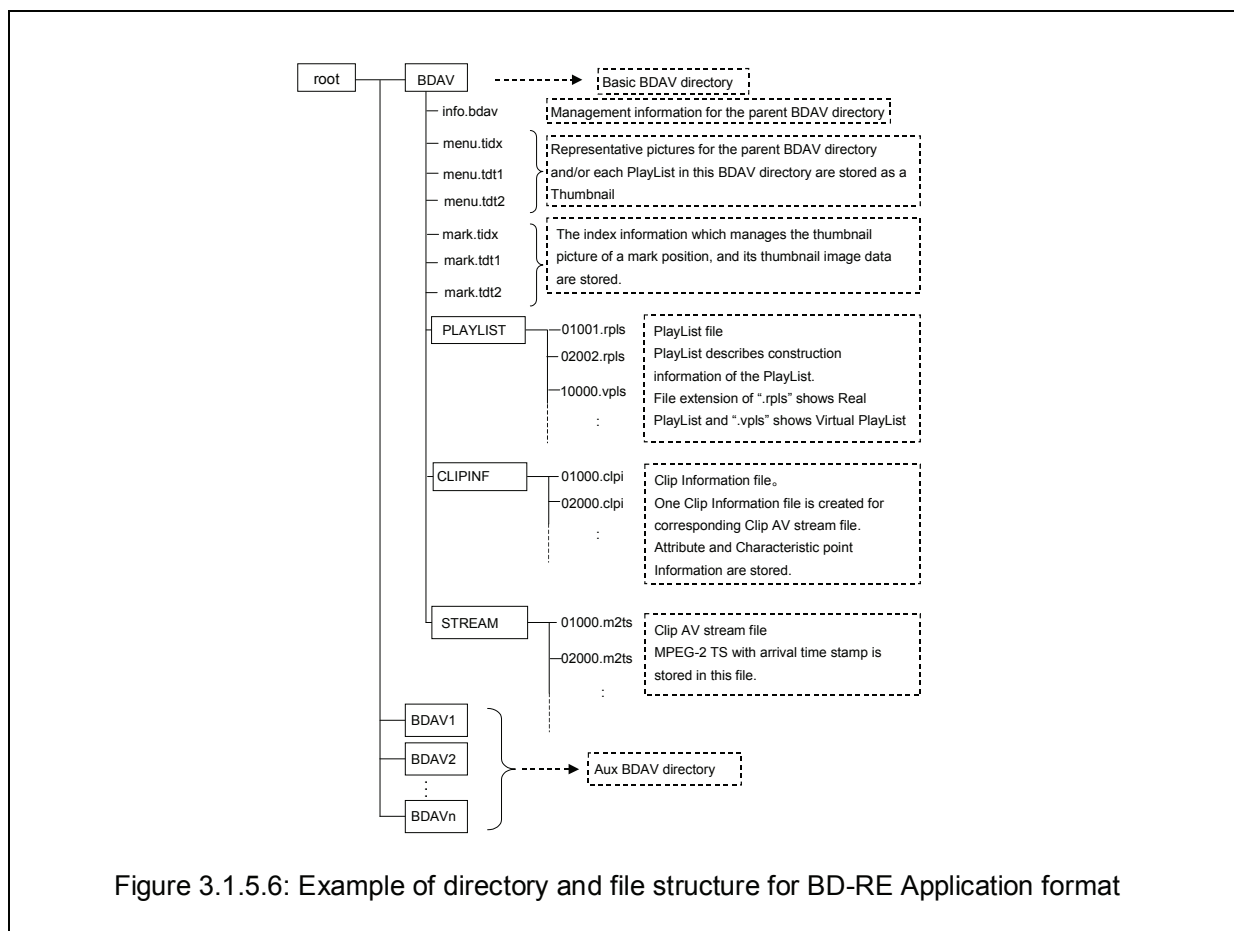 root
BDAV
Basic BDAV directory
info.bdav
Management information for the parent BDAV directory
menu.tidx
menu.tdt1
menu.tdt2
Representative pictures for the parent BDAV directory
and/or each PlayList in this BDAV directory are stored as a
Thumbnail
mark.tidx
mark.tdt1
mark.tdt2
The index information which manages the thumbnail
picture of a mark position, and its thumbnail image data
are stored.
PLAYLIST
01001.rpls
02002.rpls
10000.vpls
:
PlayList file
PlayList describes construction
information of the PlayList.
File extension of “.rpls” shows Real
PlayList and “.vpls” shows Virtual PlayList
CLIPINF
01000.clpi
02000.clpi
:
Clip Information file。
One Clip Information file is created for
corresponding Clip AV stream file.
Attribute and Characteristic point
Information are stored.
STREAM
01000.m2ts
02000.m2ts
:
Clip AV stream file
MPEG-2 TS with arrival time stamp is
stored in this file.
BDAV1
BDAV2
BDAVn
Aux BDAV directory
Figure 3.1.5.6: Example of directory and file structure for BD-RE Application format